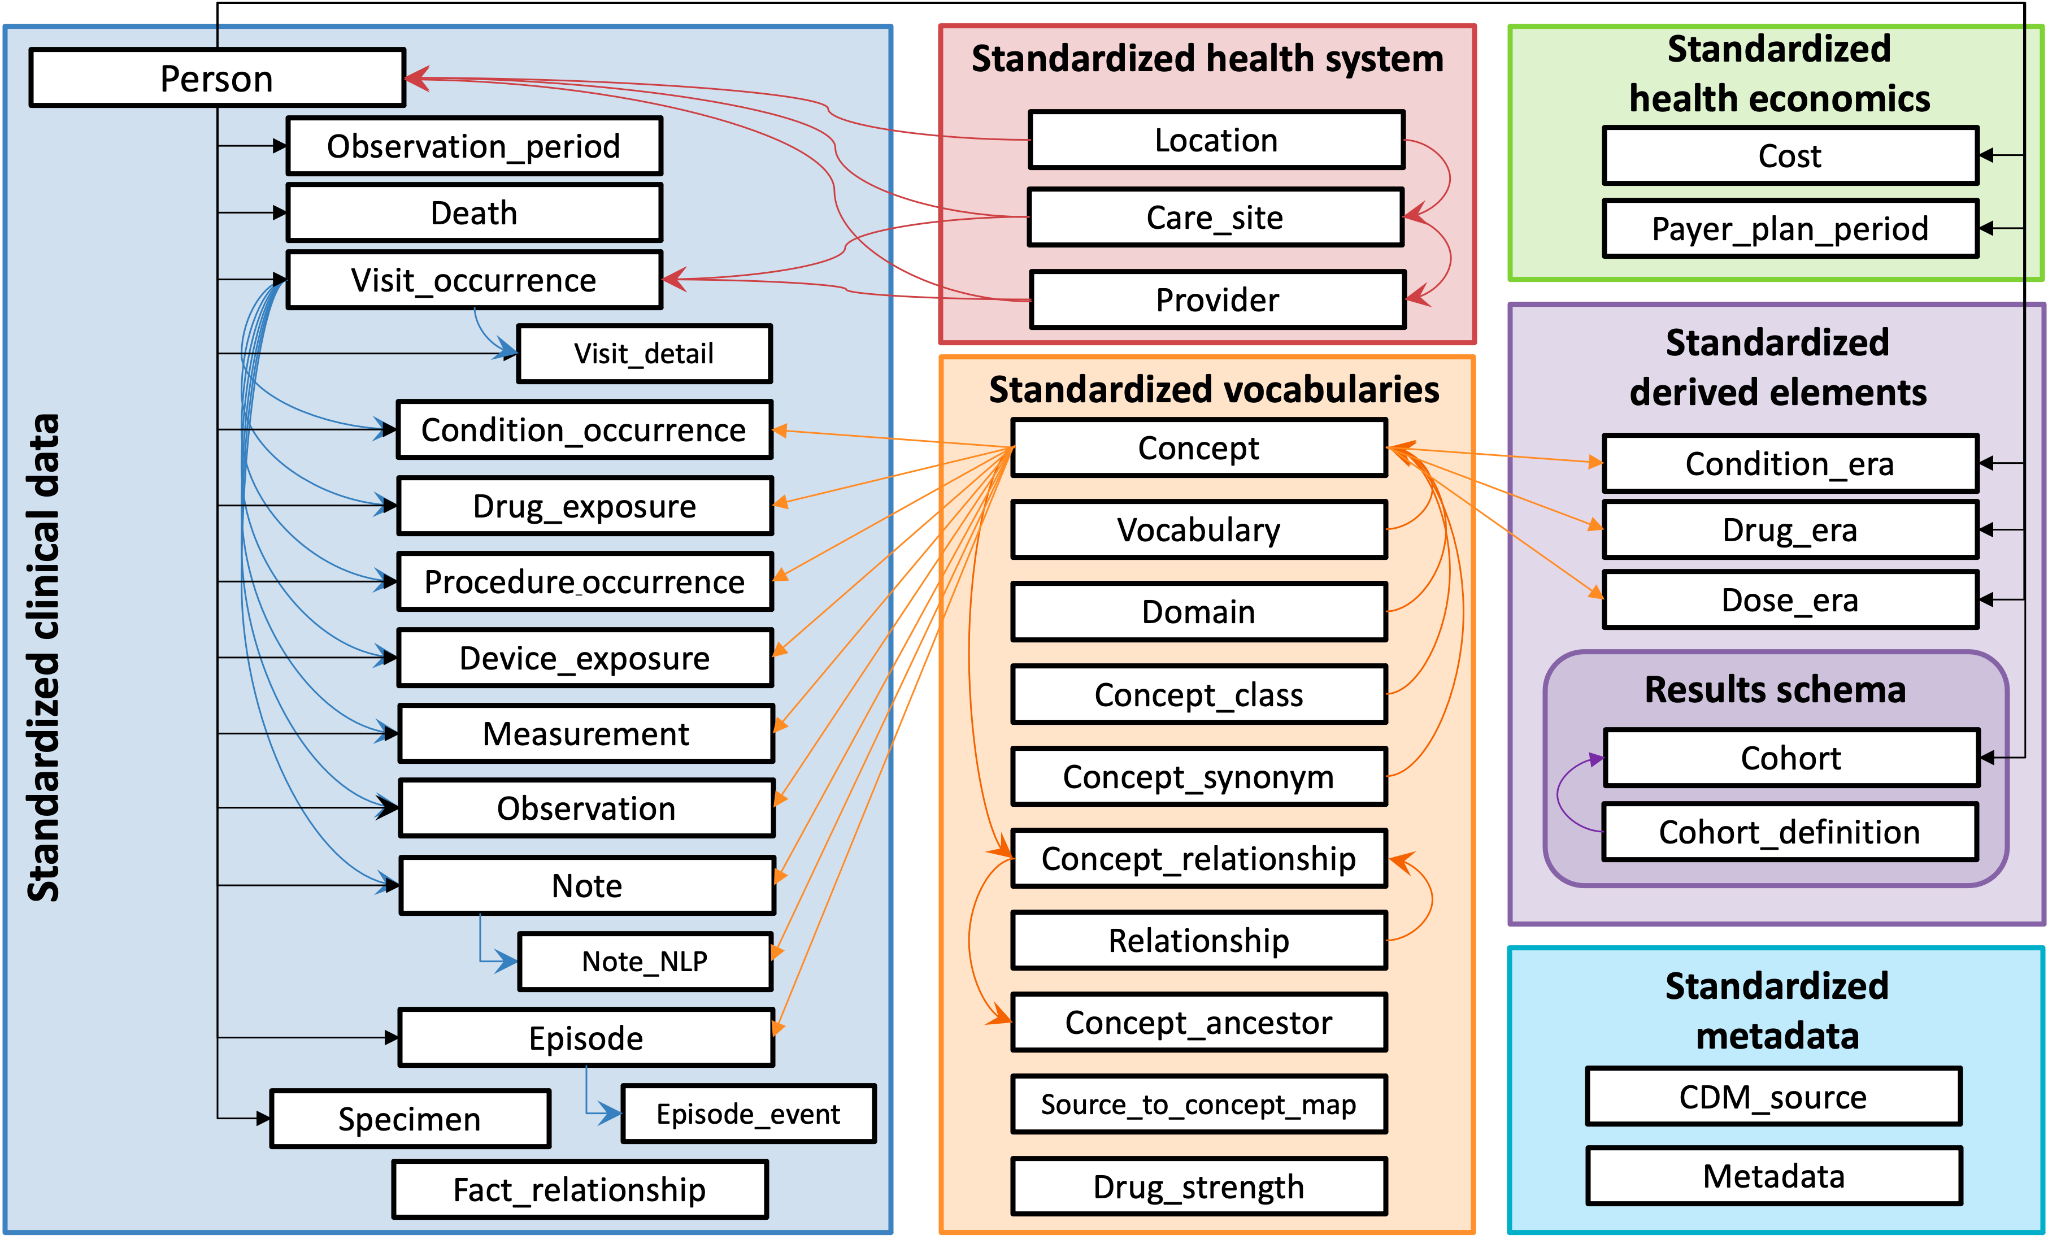 Standardized clinical data
Person
Observation_period
Death
Visit_occurrence
Visit_detail
Condition_occurrence
Drug_exposure
Procedure_occurrence
Device_exposure
Measurement
Observation
Note
Note_NLP
Episode
Episode_event
Specimen
Fact_relationship
Standardized health system
Location
Care_site
Provider
Standardized vocabularies
Concept
Vocabulary
Domain
Concept_class
Concept_synonym
Concept_relationship
Relationship
Concept_ancestor
Source_to_concept_map
Drug_strength
Standardized
health economics
Cost
Payer_plan_period
Standardized
derived elements
Condition_era
Drug_era
Dose_era
Results schema
Cohort
Cohort_definition
Standardized
metadata
CDM_source
Metadata